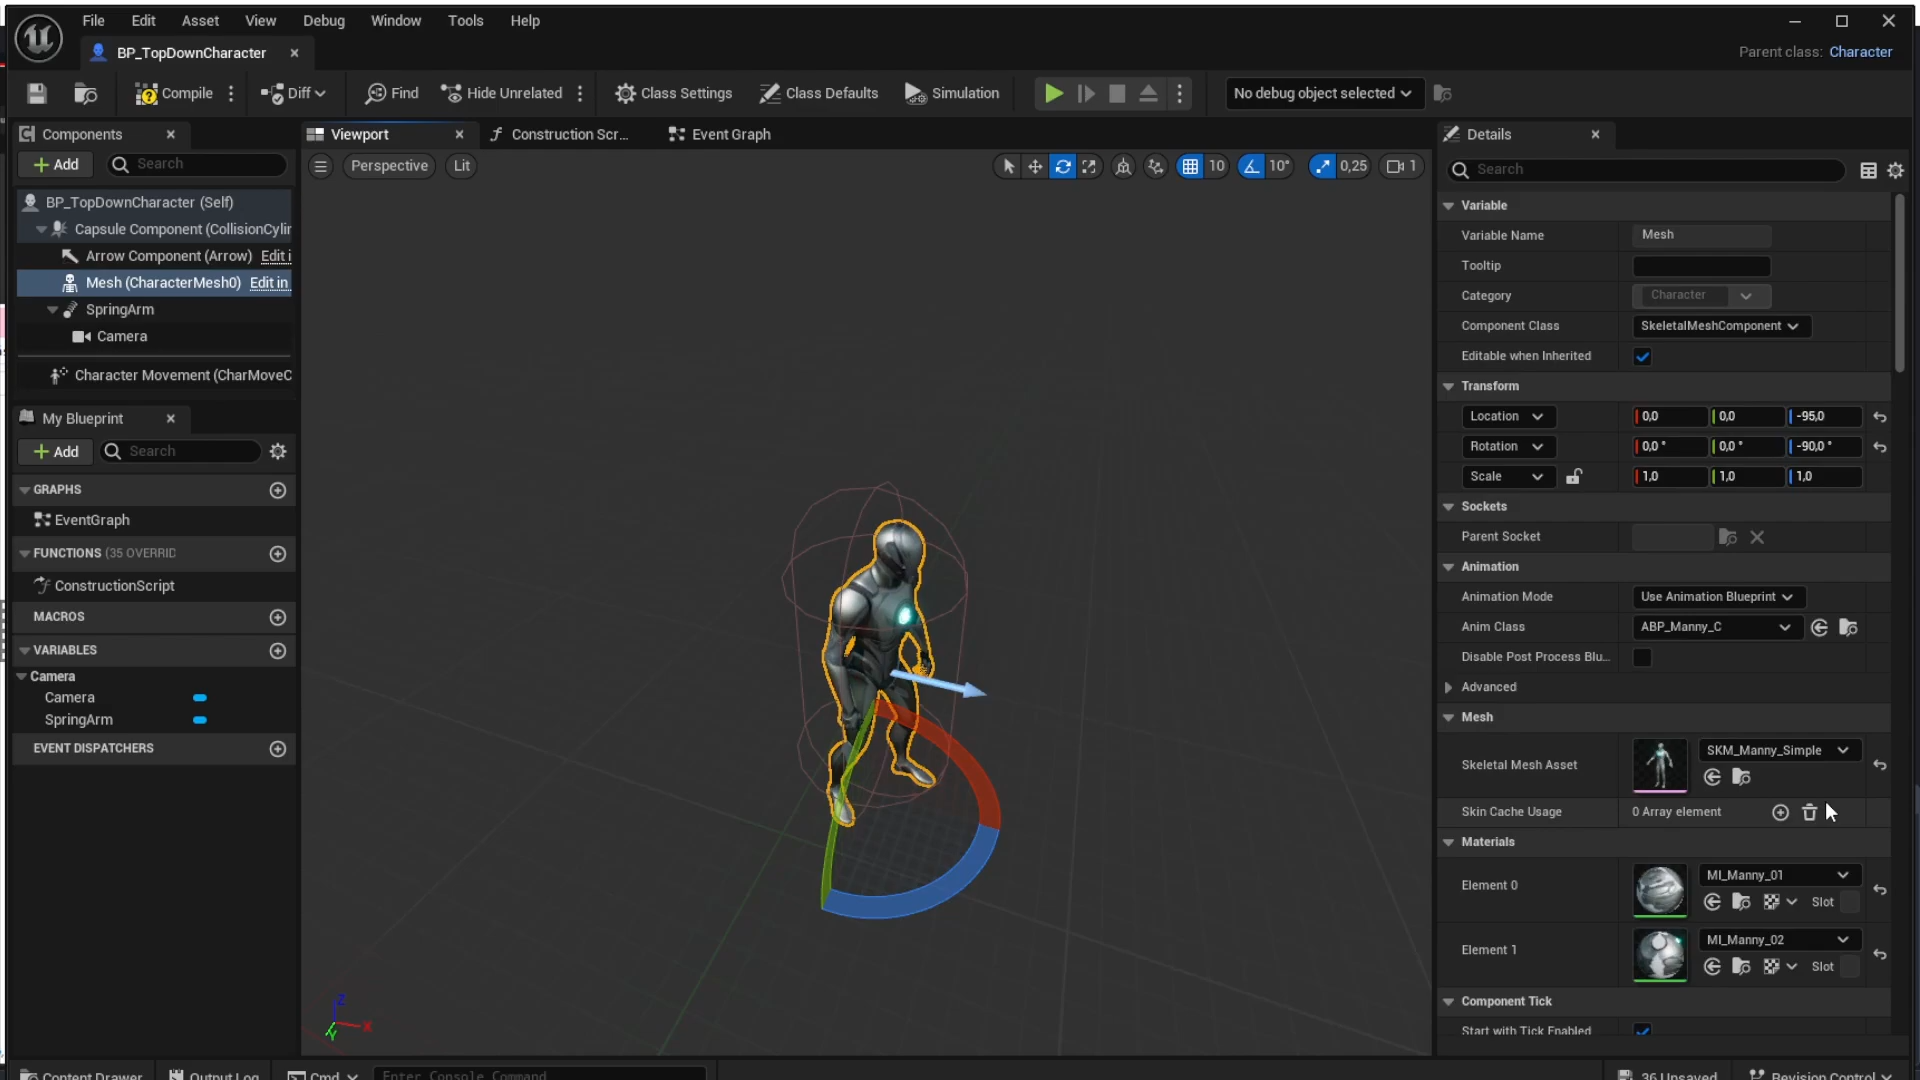 File Edit Asset View Debug Window Tools Help
BP_TopDownCharacter
Parent class: Character
Compile Diff Find Hide Unrelated Class Settings Class Defaults Simulation No debug object selected
Components
Add Search
BP_TopDownCharacter (Self)
Capsule Component (CollisionCylin
Arrow Component (Arrow) Edit i
Mesh (CharacterMesh0) Edit in
SpringArm
Camera
Character Movement (CharMoveC
My Blueprint
Add Search
GRAPHS
EventGraph
FUNCTIONS (35 OVERRID
ConstructionScript
MACROS
VARIABLES
Camera
Camera
SpringArm
EVENT DISPATCHERS
Viewport Construction Scr... Event Graph
Perspective Lit 10 10° 0,25 1
Z
X
Y
Details
Search
Variable
Variable Name Mesh
Tooltip
Category Character
Component Class SkeletalMeshComponent
Editable when Inherited
Transform
Location 0,0 0,0 -95,0
Rotation 0,0 ° 0,0 ° -90,0 °
Scale 1,0 1,0 1,0
Sockets
Parent Socket
Animation
Animation Mode Use Animation Blueprint
Anim Class ABP_Manny_C
Disable Post Process Blu...
Advanced
Mesh
Skeletal Mesh Asset SKM_Manny_Simple
Skin Cache Usage 0 Array element
Materials
Element 0 MI_Manny_01
Slot
Element 1 MI_Manny_02
Slot
Component Tick
Start with Tick Enabled
Content Drawer Output Log Cmd Enter Console Command 36 Unsaved Revision Control